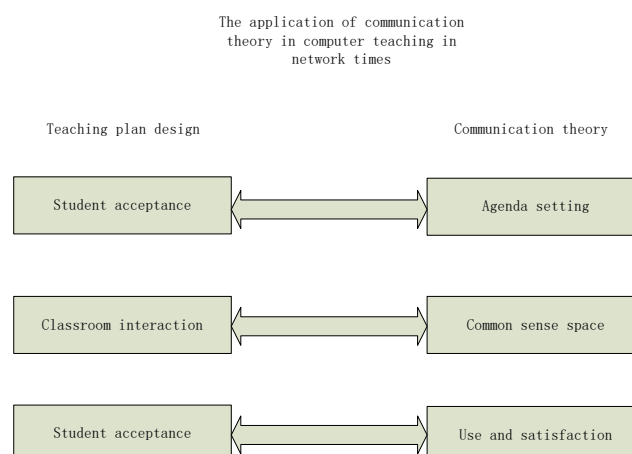 The application of communication
theory in computer teaching in
network times
Teaching plan design
Communication theory
Student acceptance
Agenda setting
Classroom interaction
Common sense space
Student acceptance
Use and satisfaction